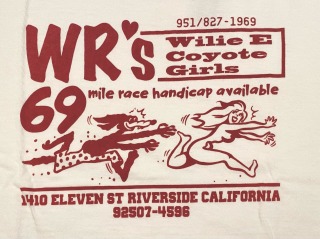 951/827-1969
WR's
Wilie E
Coyote
Girls
69 mile race handicap available
1410 ELEVEN ST RIVERSIDE CALIFORNIA
92507-4596